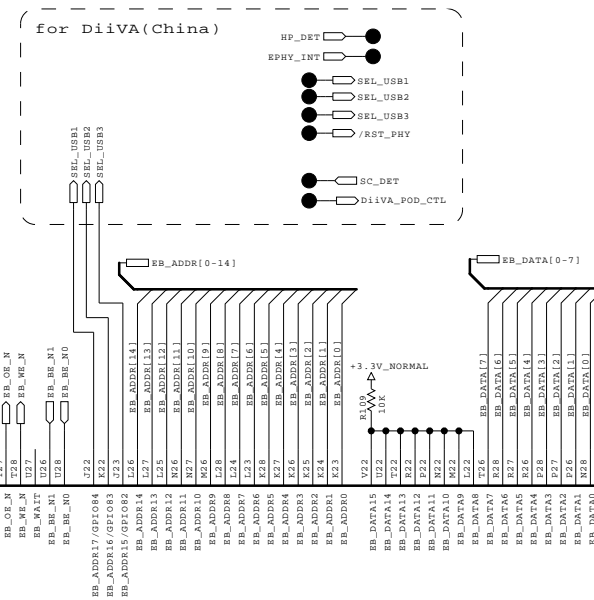 for DiiVA(China)
HP_DET
EPHY_INT
SEL_USB1
SEL_USB2
SEL_USB3
/RST_PHY
SC_DET
DiiVA_POD_CTL
SEL_USB1
SEL_USB2
SEL_USB3
EB_ADDR[0-14]
EB_DATA[0-7]
EB_OE_N
EB_WE_N
EB_BE_N1
EB_BE_N0
EB_ADDR[14]
EB_ADDR[13]
EB_ADDR[12]
EB_ADDR[11]
EB_ADDR[10]
EB_ADDR[9]
EB_ADDR[8]
EB_ADDR[7]
EB_ADDR[6]
EB_ADDR[5]
EB_ADDR[4]
EB_ADDR[3]
EB_ADDR[2]
EB_ADDR[1]
EB_ADDR[0]
+3.3V_NORMAL
R109
10K
EB_DATA[7]
EB_DATA[6]
EB_DATA[5]
EB_DATA[4]
EB_DATA[3]
EB_DATA[2]
EB_DATA[1]
EB_DATA[0]
T28
U27
U26
U28
J22
K22
J23
L26
L27
L25
N26
N27
M26
L28
L24
L23
K28
K27
K26
K25
K24
K23
V22
U22
T22
R22
P22
N22
M22
L22
T26
R28
R27
R26
P28
P27
P26
N28
EB_OE_N
EB_WE_N
EB_WAIT
EB_BE_N1
EB_BE_N0
EB_ADDR17/GPIO84
EB_ADDR16/GPIO83
EB_ADDR15/GPIO82
EB_ADDR14
EB_ADDR13
EB_ADDR12
EB_ADDR11
EB_ADDR10
EB_ADDR9
EB_ADDR8
EB_ADDR7
EB_ADDR6
EB_ADDR5
EB_ADDR4
EB_ADDR3
EB_ADDR2
EB_ADDR1
EB_ADDR0
EB_DATA15
EB_DATA14
EB_DATA13
EB_DATA12
EB_DATA11
EB_DATA10
EB_DATA9
EB_DATA8
EB_DATA7
EB_DATA6
EB_DATA5
EB_DATA4
EB_DATA3
EB_DATA2
EB_DATA1
EB_DATA0